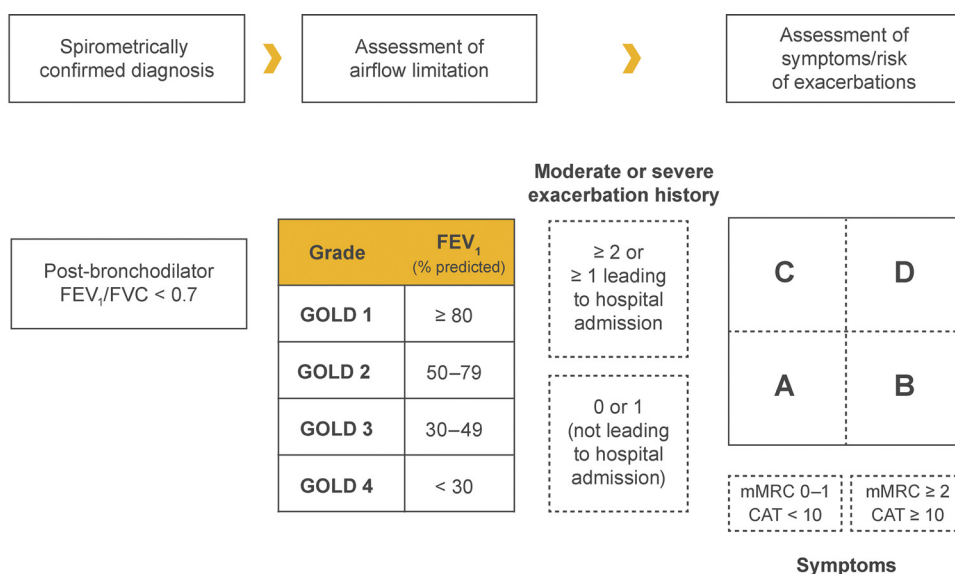 Spirometrically
confirmed diagnosis
Assessment of
airflow limitation
Assessment of
symptoms/risk
of exacerbations
Post-bronchodilator
FEV₁/FVC < 0.7
Grade
FEV₁
(% predicted)
GOLD 1
≥ 80
GOLD 2
50–79
GOLD 3
30–49
GOLD 4
< 30
Moderate or severe
exacerbation history
≥ 2 or
≥ 1 leading
to hospital
admission
0 or 1
(not leading
to hospital
admission)
C
D
A
B
mMRC 0–1
CAT < 10
mMRC ≥ 2
CAT ≥ 10
Symptoms